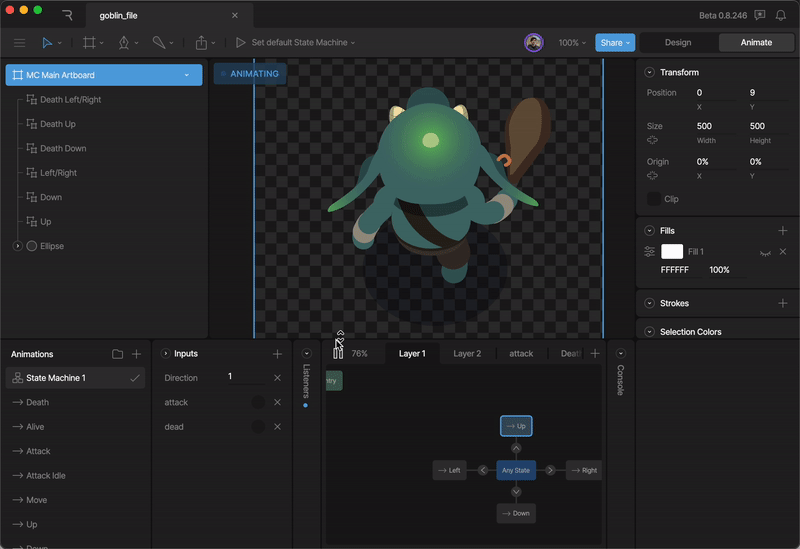 goblin_file
Beta 0.8.246
Set default State Machine
100%
Share
Design
Animate
MC Main Artboard
ANIMATING
Death Left/Right
Death Up
Death Down
Left/Right
Down
Up
Ellipse
Transform
Position
0
9
X
Y
Size
500
500
Width
Height
Origin
0%
0%
X
Y
Clip
Fills
Fill 1
FFFFFF
100%
Strokes
Selection Colors
Animations
State Machine 1
Death
Alive
Attack
Attack Idle
Move
Up
Down
Inputs
Direction
1
attack
dead
Listeners
76%
Layer 1
Layer 2
attack
Deat
ntry
Up
Left
Any State
Right
Down
Console